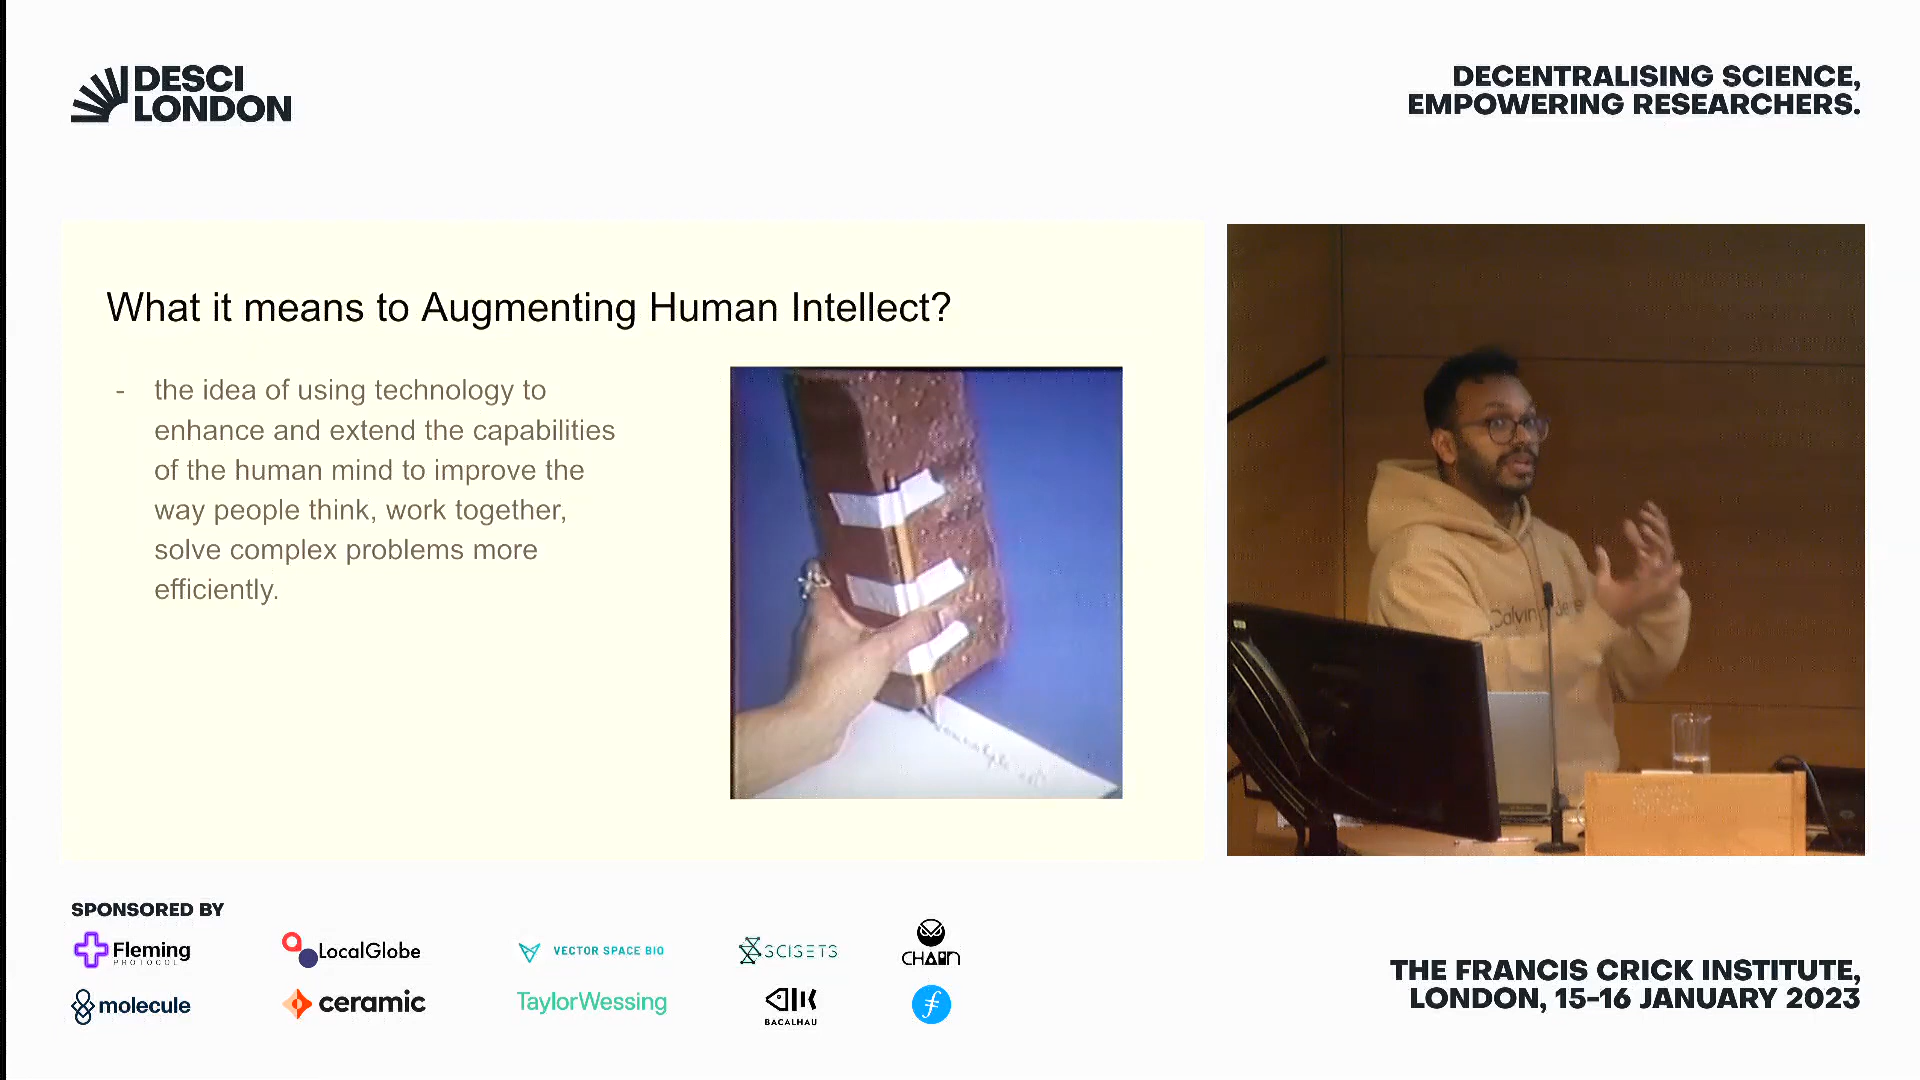 DESCI
LONDON
DECENTRALISING SCIENCE,
EMPOWERING RESEARCHERS.
What it means to Augmenting Human Intellect?
- the idea of using technology to
enhance and extend the capabilities
of the human mind to improve the
way people think, work together,
solve complex problems more
efficiently.
Calvin
SPONSORED BY
Fleming
PROTOCOL
LocalGlobe
VECTOR SPACE BIO
SCISETS
CHAIN
molecule
ceramic
TaylorWessing
BACALHAU
THE FRANCIS CRICK INSTITUTE,
LONDON, 15-16 JANUARY 2023